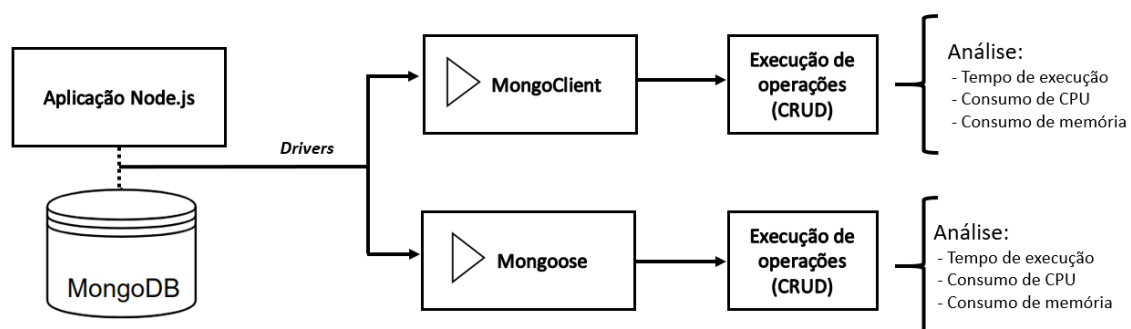 Aplicação Node.js
MongoDB
Drivers
MongoClient
Execução de
operações
(CRUD)
Análise:
- Tempo de execução
- Consumo de CPU
- Consumo de memória
Mongoose
Execução de
operações
(CRUD)
Análise:
- Tempo de execução
- Consumo de CPU
- Consumo de memória